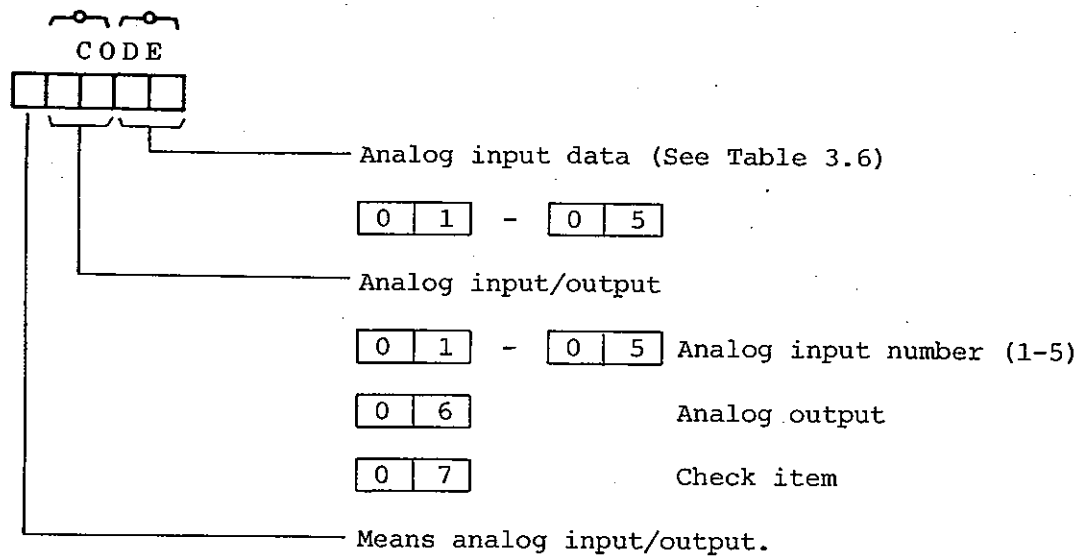 CODE
Analog input data (See Table 3.6)
0 1 - 0 5
Analog input/output
0 1 - 0 5 Analog input number (1-5)
0 6 Analog output
0 7 Check item
Means analog input/output.